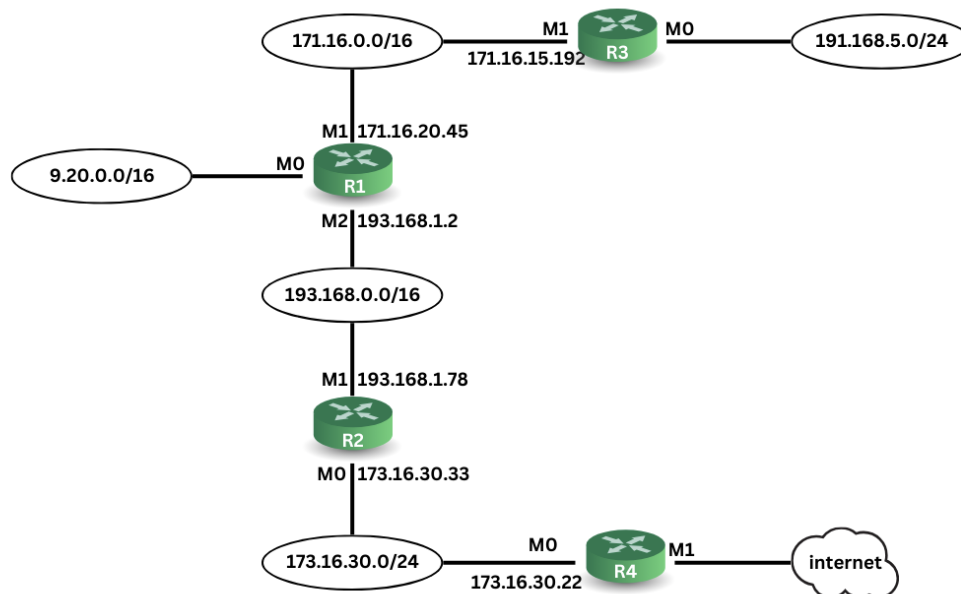 171.16.0.0/16
M1
R3
M0
171.16.15.192
191.168.5.0/24
M1 171.16.20.45
9.20.0.0/16
M0
R1
M2 193.168.1.2
193.168.0.0/16
M1 193.168.1.78
R2
M0 173.16.30.33
173.16.30.0/24
M0
173.16.30.22
R4
M1
internet